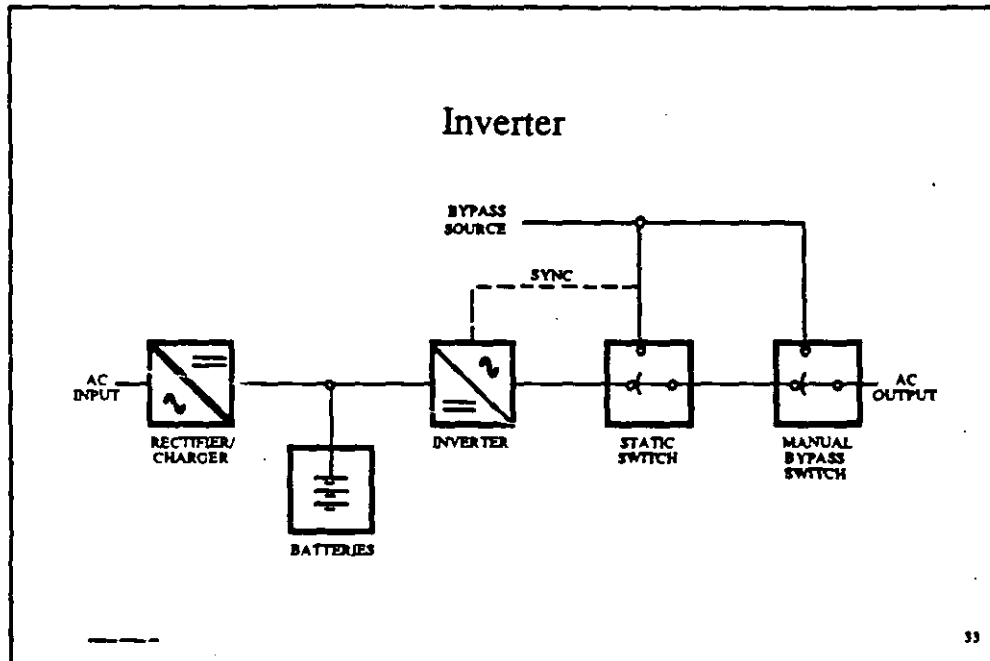 Inverter
BYPASS
SOURCE
SYNC
AC
INPUT
RECTIFIER/
CHARGER
BATTERIES
INVERTER
STATIC
SWITCH
MANUAL
BYPASS
SWITCH
AC
OUTPUT
33